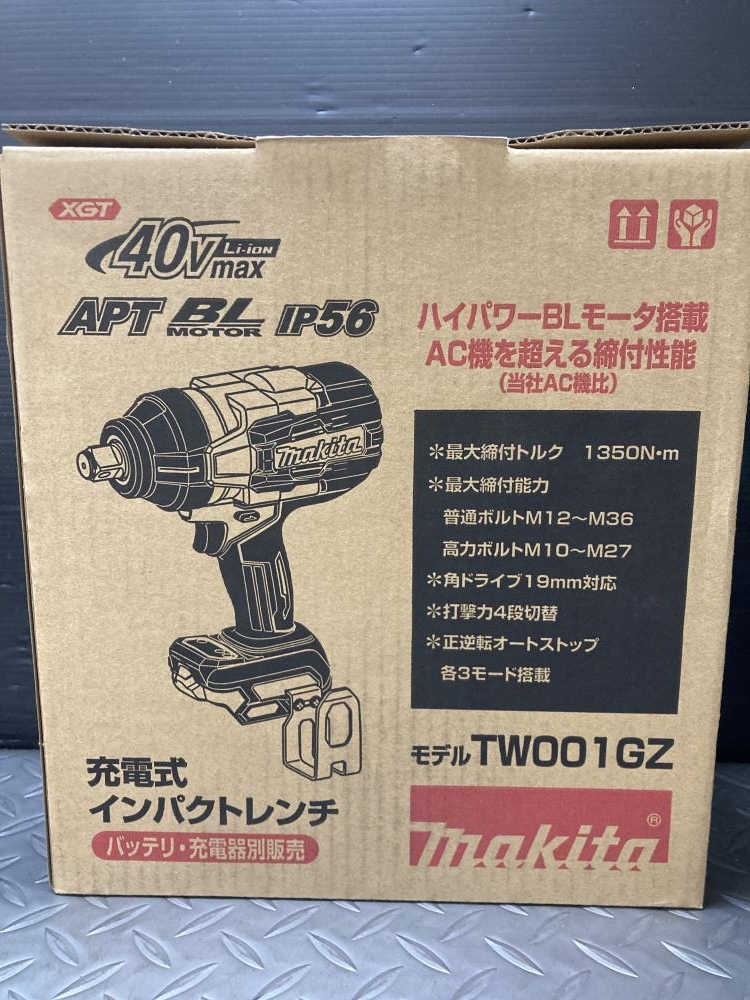 XGT
40Vmax Li-ion
APT BL MOTOR IP56
makita
ハイパワーBLモータ搭載
AC機を超える締付性能
(当社AC機比)
＊最大締付トルク 1350N・m
＊最大締付能力
普通ボルトM12〜M36
高力ボルトM10〜M27
＊角ドライブ19mm対応
＊打撃力4段切替
＊正逆転オートストップ
各3モード搭載
モデルTW001GZ
makita®
充電式
インパクトレンチ
バッテリ・充電器別販売